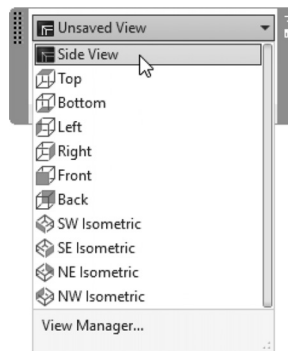 Unsaved View
Side View
Top
Bottom
Left
Right
Front
Back
SW Isometric
SE Isometric
NE Isometric
NW Isometric
View Manager...